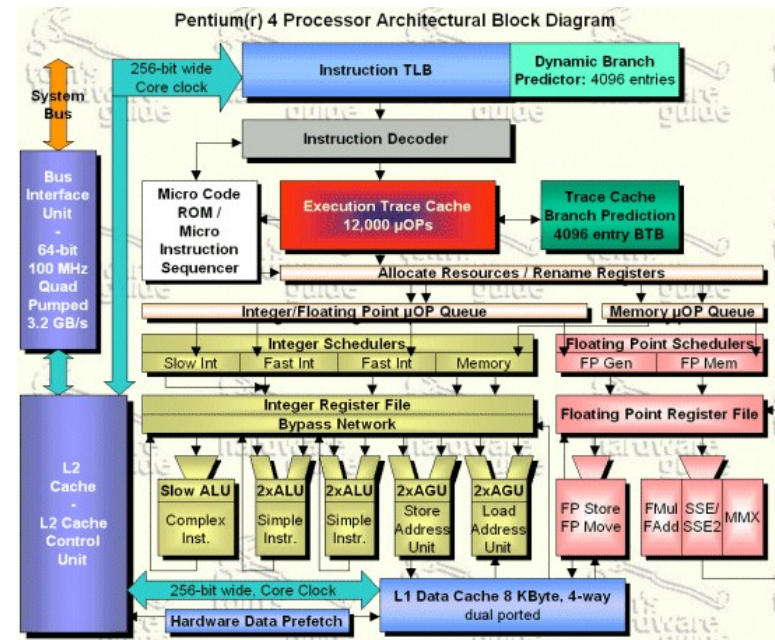 Pentium(r) 4 Processor Architectural Block Diagram
256-bit wide
Core clock
Instruction TLB
Dynamic Branch
Predictor: 4096 entries
System
Bus
Instruction Decoder
Bus
Interface
Unit
-
64-bit
100 MHz
Quad
Pumped
3.2 GB/s
Micro Code
ROM /
Micro
Instruction
Sequencer
Execution Trace Cache
12,000 µOPs
Trace Cache
Branch Prediction
4096 entry BTB
Allocate Resources / Rename Registers
Integer/Floating Point µOP Queue
Memory µOP Queue
Integer Schedulers
Slow Int
Fast Int
Fast Int
Memory
Floating Point Schedulers
FP Gen
FP Mem
Integer Register File
Bypass Network
Floating Point Register File
L2
Cache
-
L2 Cache
Control
Unit
Slow ALU
Complex
Inst.
2xALU
Simple
Instr.
2xALU
Simple
Instr.
2xAGU
Store
Address
Unit
2xAGU
Load
Address
Unit
FP Store
FP Move
FMul
FAdd
SSE/
SSE2
MMX
256-bit wide, Core Clock
L1 Data Cache 8 KByte, 4-way
dual ported
Hardware Data Prefetch